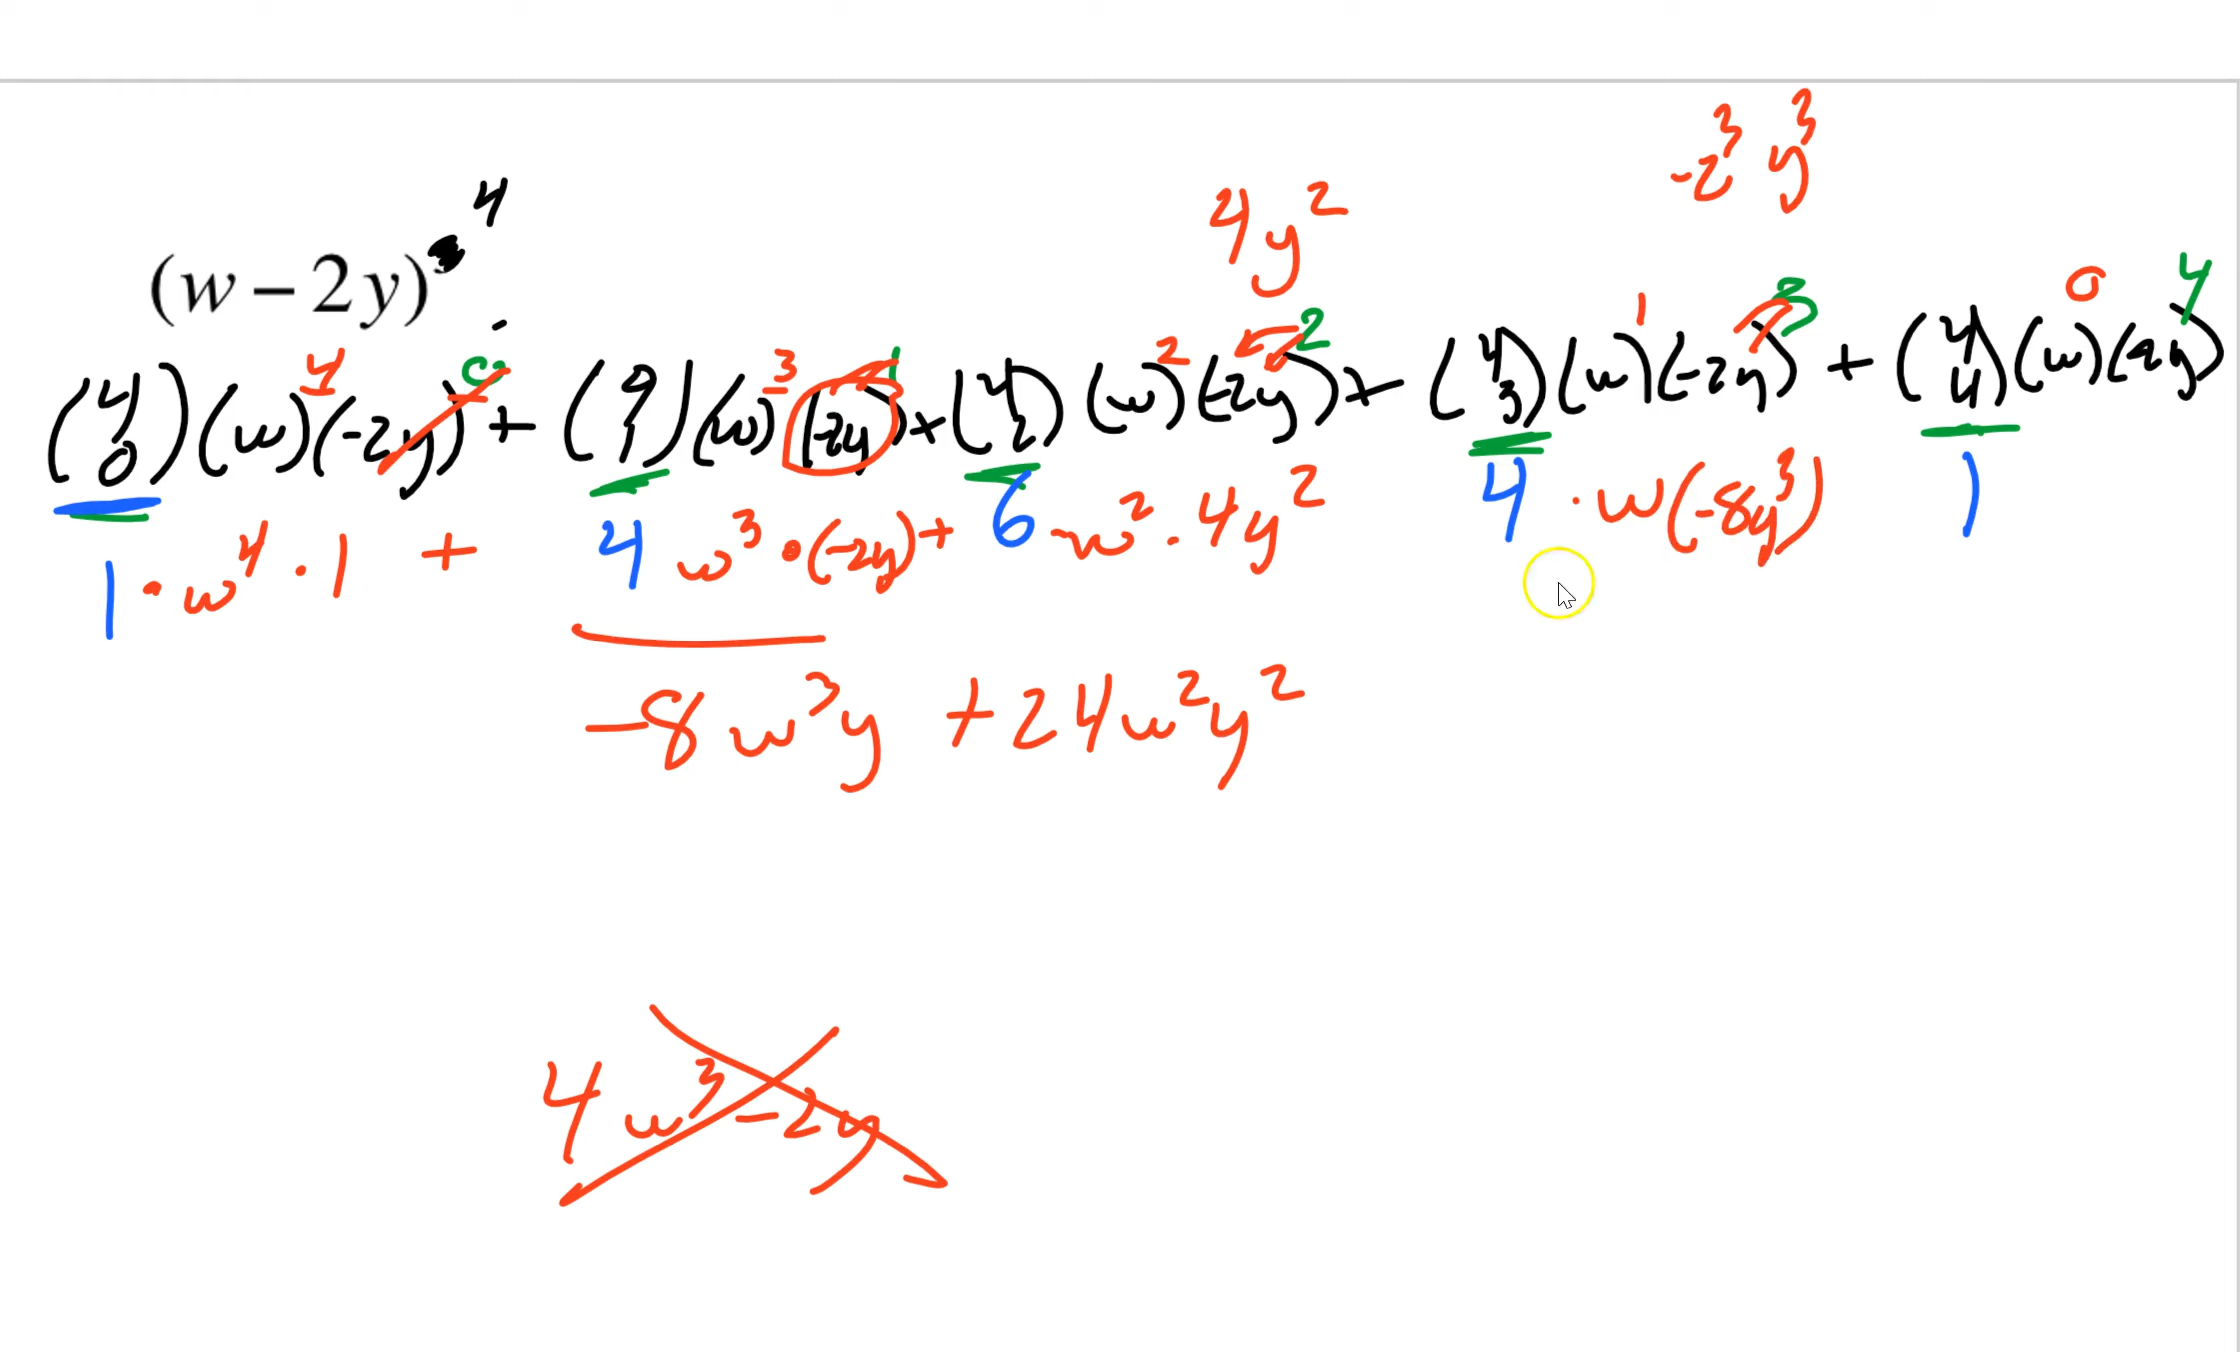 -2³ y³
4y²
(w − 2y)⁴
(4 0)(w)⁴(-2y)⁰ + (4 1)(w)³(-2y)¹ + (4 2)(w)²(-2y)² + (4 3)(w)¹(-2y)³ + (4 4)(w)⁰(2y)⁴
1 · w⁴ · 1 + 4 w³ · (-2y) + 6 · w² · 4y² 4 · w(-8y³) 1
-8w³y + 24w²y²
4w³ - 2y